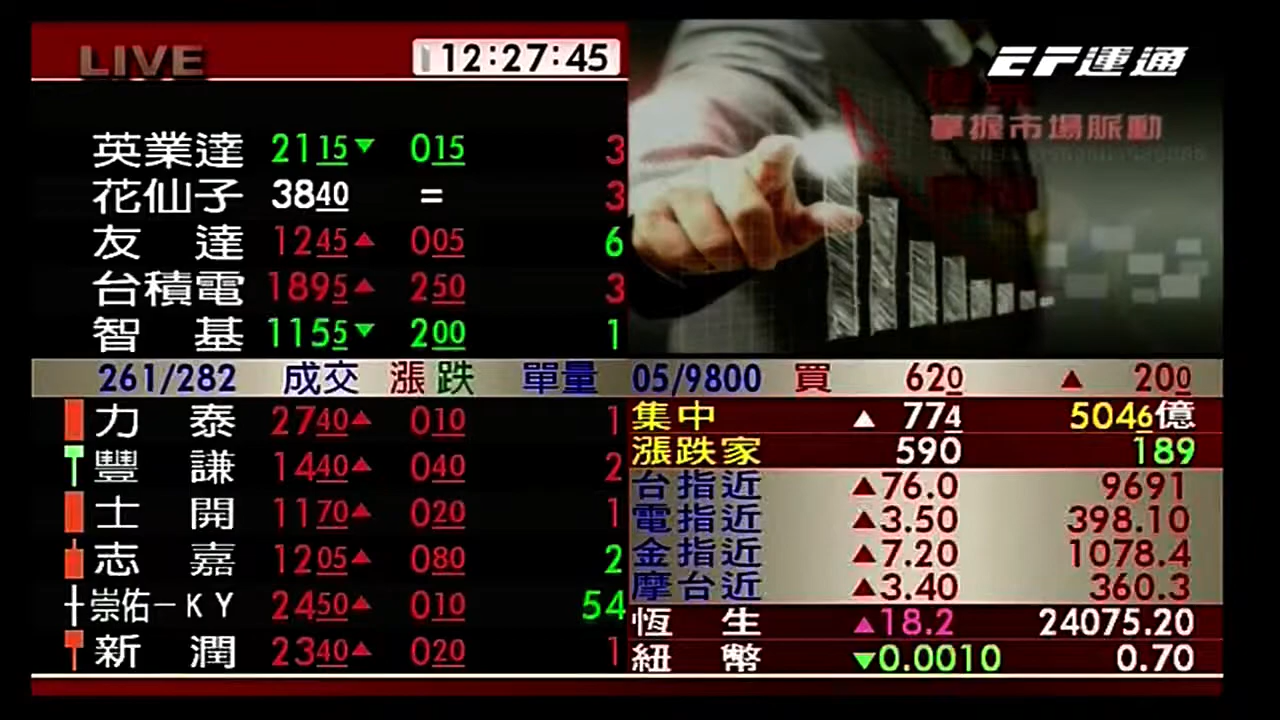 LIVE 12:27:45
運通
掌握市場脈動
英業達 2115▼ 015 3
花仙子 3840 = 3
友達 1245▲ 005 6
台積電 1895▲ 250 3
智基 1155▼ 200 1
261/282 成交 漲跌 單量
05/9800 買 620 ▲ 200
力泰 2740▲ 010 1
豐謙 1440▲ 040 2
士開 1170▲ 020 1
志嘉 1205▲ 080 2
崇佑-KY 2450▲ 010 54
新潤 2340▲ 020 1
集中 ▲ 774 5046億
漲跌家 590 189
台指近 ▲76.0 9691
電指近 ▲3.50 398.10
金指近 ▲7.20 1078.4
摩台近 ▲3.40 360.3
恆生 ▲18.2 24075.20
紐幣 ▼0.0010 0.70